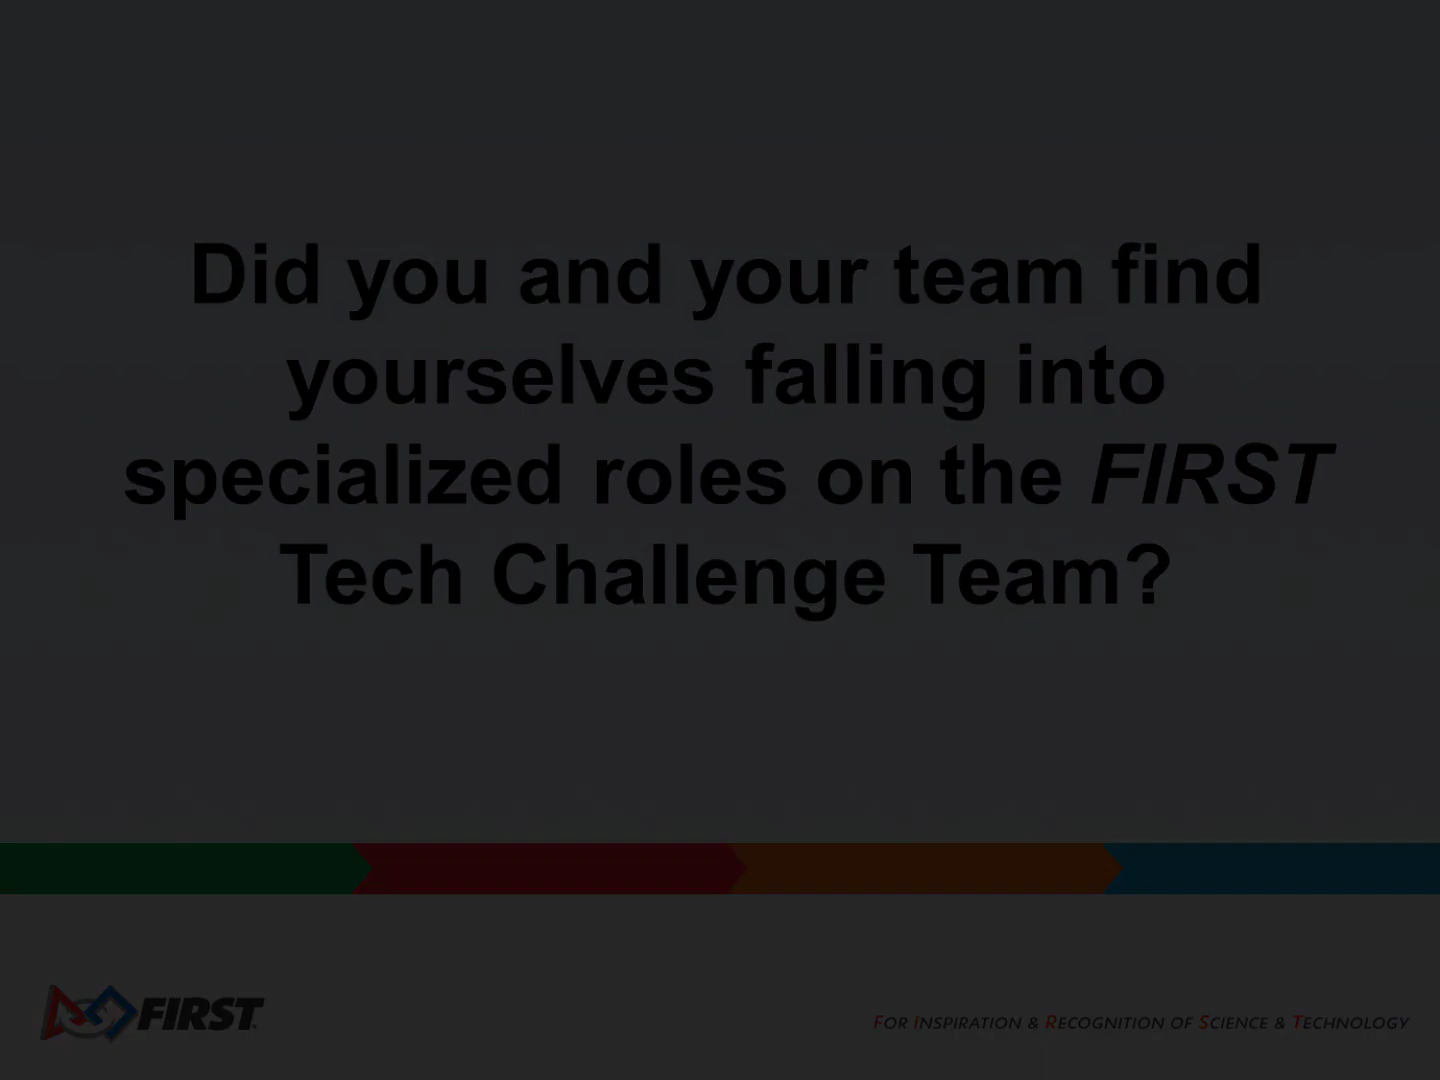 Did you and your team find
yourselves falling into
specialized roles on the FIRST
Tech Challenge Team?
FIRST
FOR INSPIRATION & RECOGNITION OF SCIENCE & TECHNOLOGY